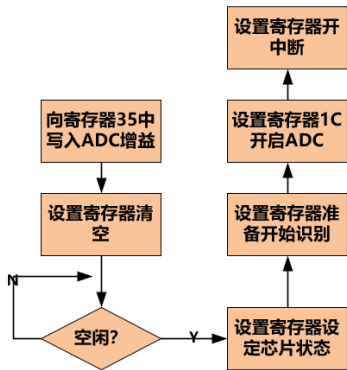 向寄存器35中
写入ADC增益
设置寄存器清
空
N
空闲?
Y
设置寄存器设
定芯片状态
设置寄存器准
备开始识别
设置寄存器1C
开启ADC
设置寄存器开
中断